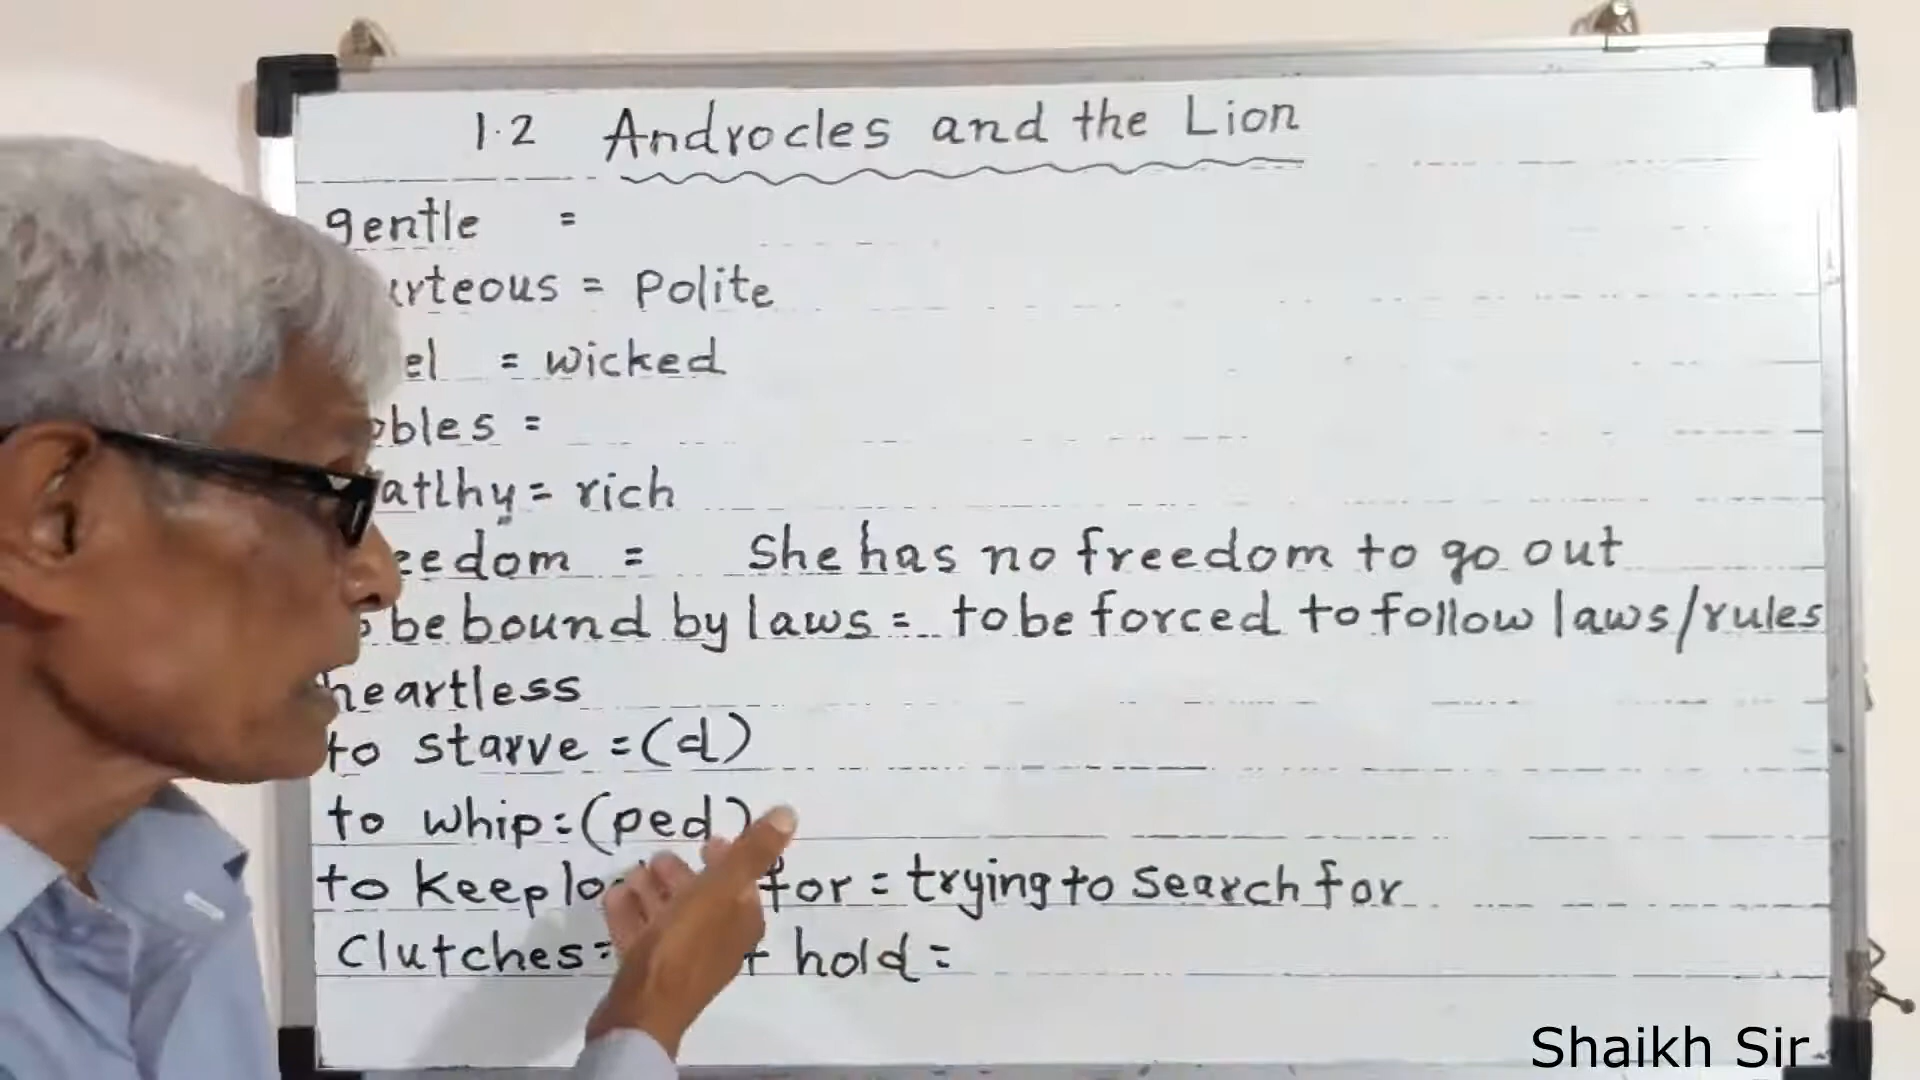 1.2 Androcles and the Lion
gentle =
urteous = Polite
el = wicked
obles =
atlhy = rich
eedom = She has no freedom to go out
o be bound by laws = to be forced to follow laws/rules
heartless
to starve = (d)
to whip = (ped)
to keep lo for = trying to search for
Clutches = hold =
Shaikh Sir